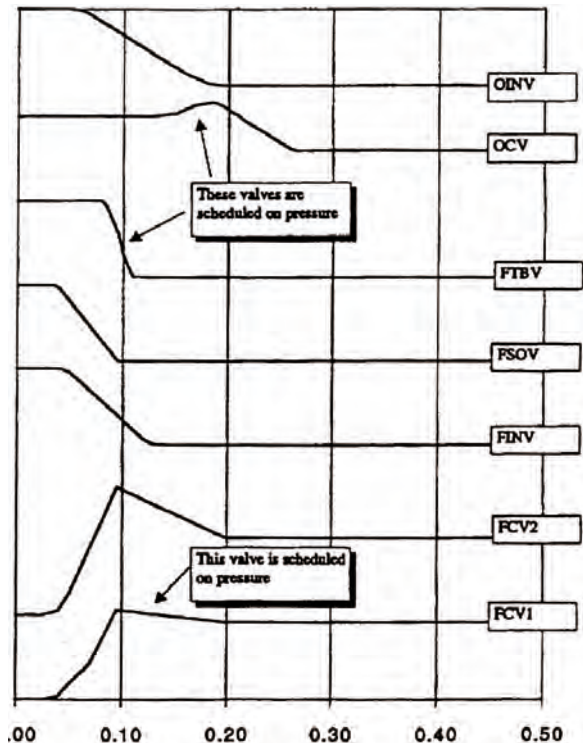 OINV
OCV
These valves are
scheduled on pressure
FTBV
FSOV
FINV
FCV2
This valve is scheduled
on pressure
FCV1
.00 0.10 0.20 0.30 0.40 0.50